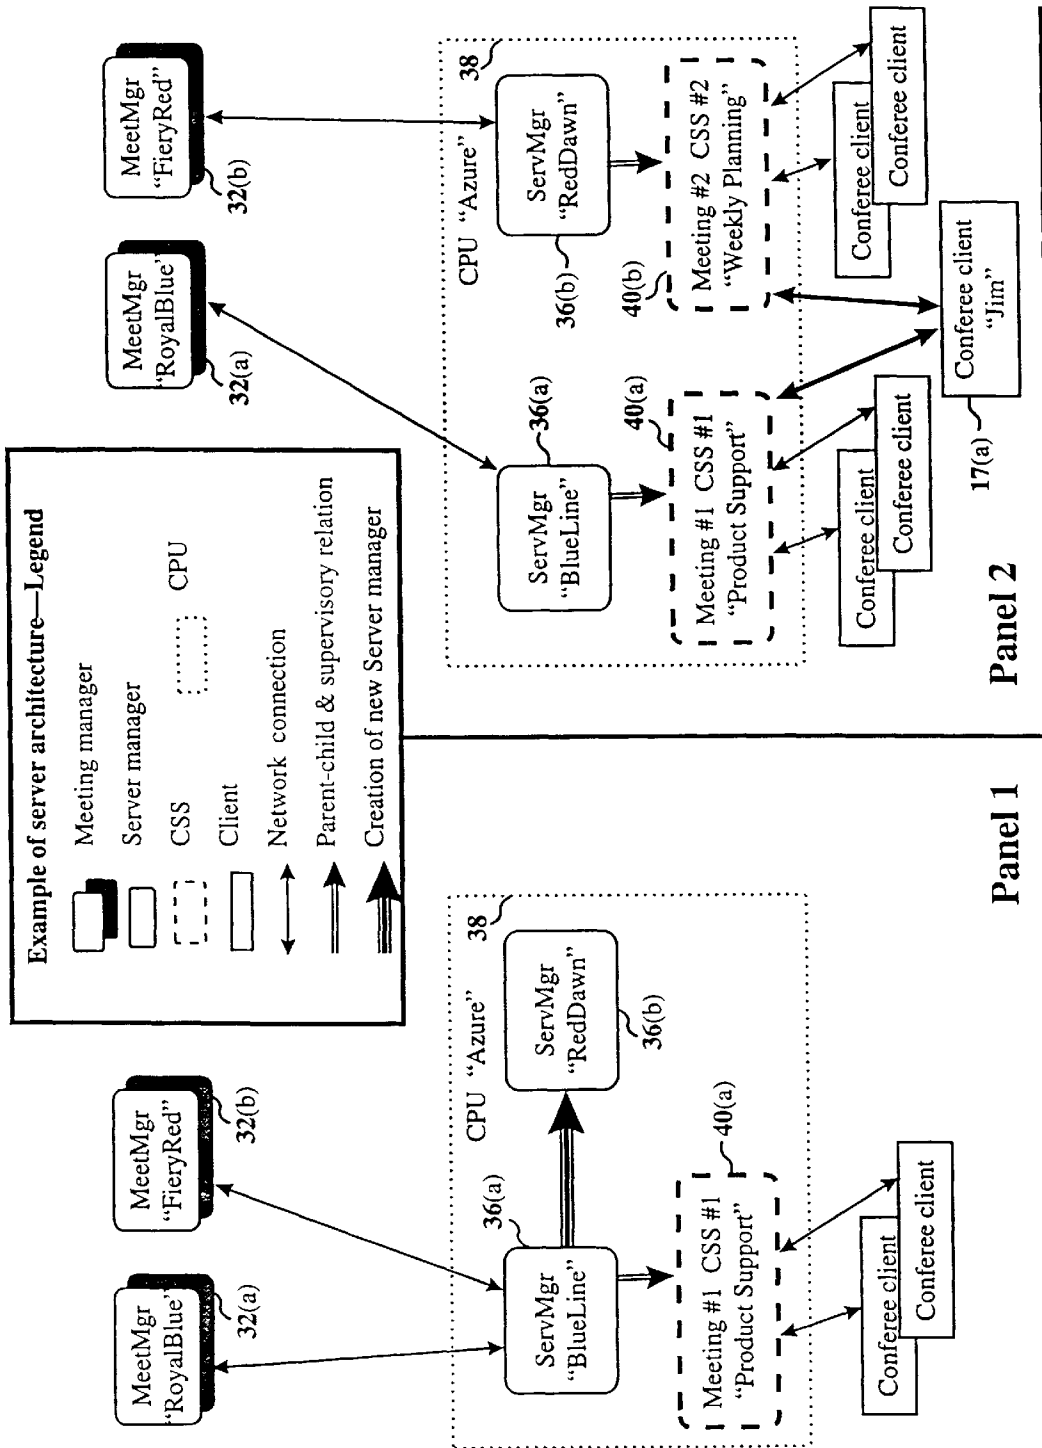 Example of server architecture—Legend
Meeting manager
Server manager
CSS
CPU
Client
Network connection
Parent-child & supervisory relation
Creation of new Server manager
MeetMgr
“RoyalBlue”
32(a)
MeetMgr
“FieryRed”
32(b)
CPU “Azure”
38
36(a)
ServMgr
“BlueLine”
ServMgr
“RedDawn”
36(b)
40(a)
Meeting #1 CSS #1
“Product Support”
Conferee client
Conferee client
Panel 1
MeetMgr
“RoyalBlue”
32(a)
MeetMgr
“FieryRed”
32(b)
CPU “Azure”
38
36(a)
ServMgr
“BlueLine”
ServMgr
“RedDawn”
36(b)
40(a)
Meeting #1 CSS #1
“Product Support”
40(b)
Meeting #2 CSS #2
“Weekly Planning”
Conferee client
Conferee client
Conferee client
“Jim”
17(a)
Conferee client
Conferee client
Panel 2